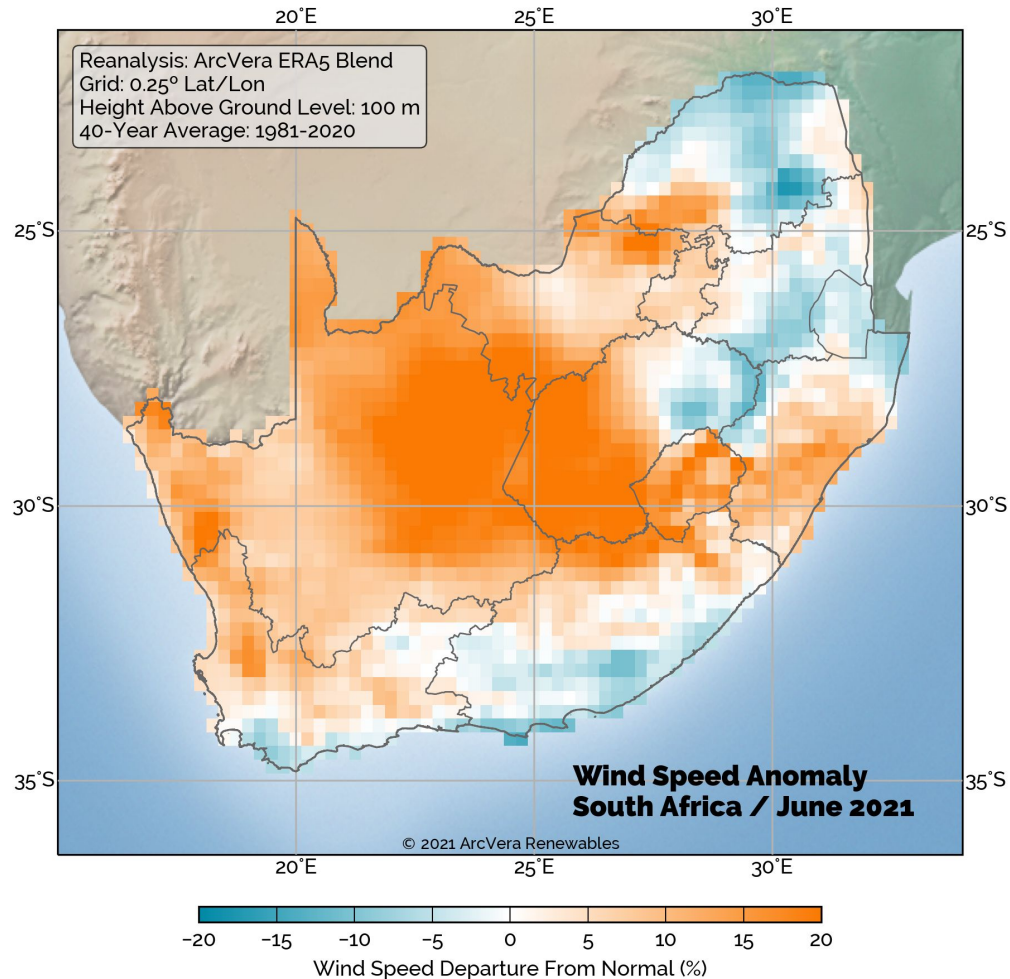 20°E 25°E 30°E
Reanalysis: ArcVera ERA5 Blend
Grid: 0.25º Lat/Lon
Height Above Ground Level: 100 m
40-Year Average: 1981-2020
25°S 25°S
30°S 30°S
35°S 35°S
Wind Speed Anomaly
South Africa / June 2021
© 2021 ArcVera Renewables
20°E 25°E 30°E
−20 −15 −10 −5 0 5 10 15 20
Wind Speed Departure From Normal (%)